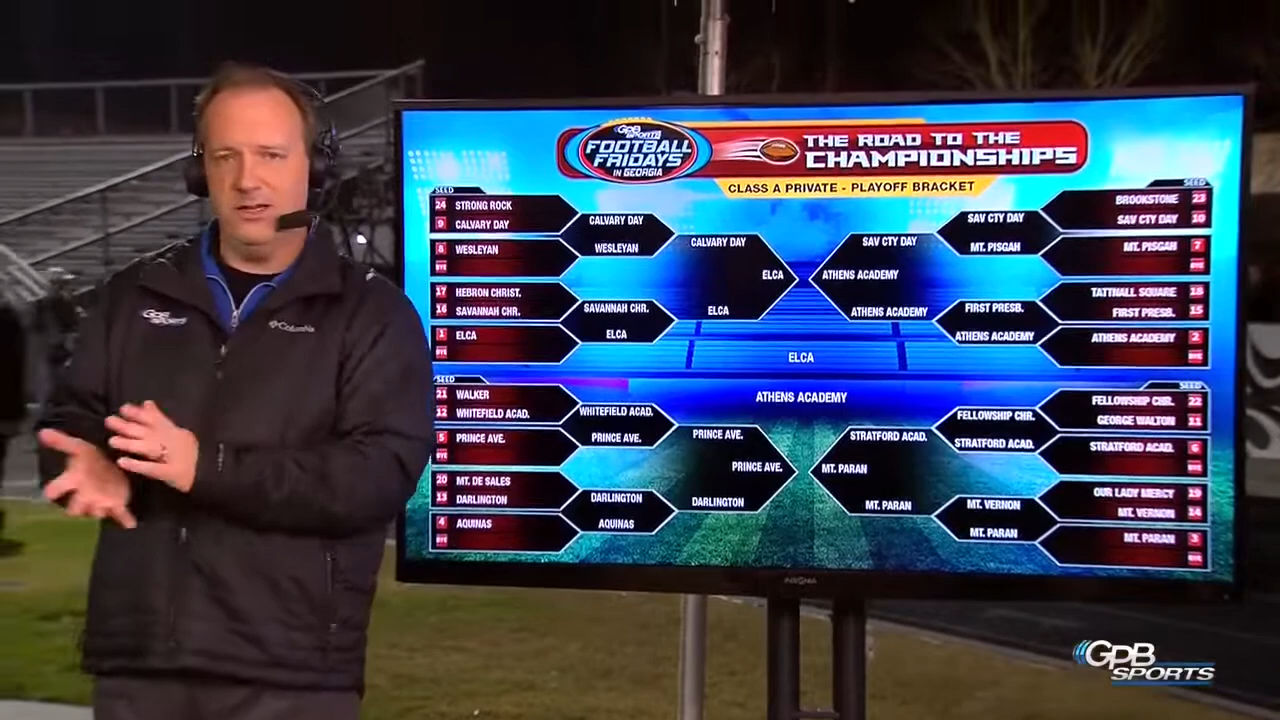 GPB SPORTS
Columbia
GPB SPORTS
FOOTBALL
FRIDAYS
IN GEORGIA
THE ROAD TO THE
CHAMPIONSHIPS
CLASS A PRIVATE - PLAYOFF BRACKET
SEED
24 STRONG ROCK
9 CALVARY DAY
8 WESLEYAN
BYE
17 HEBRON CHRIST.
16 SAVANNAH CHR.
1 ELCA
BYE
CALVARY DAY
WESLEYAN
SAVANNAH CHR.
ELCA
CALVARY DAY
ELCA
ELCA
SEED
BROOKSTONE 23
SAV CTY DAY 10
MT. PISGAH 7
BYE
TATTNALL SQUARE 18
FIRST PRESB. 15
ATHENS ACADEMY 2
BYE
SAV CTY DAY
MT. PISGAH
FIRST PRESB.
ATHENS ACADEMY
SAV CTY DAY
ATHENS ACADEMY
ATHENS ACADEMY
ELCA
ATHENS ACADEMY
SEED
21 WALKER
12 WHITEFIELD ACAD.
5 PRINCE AVE.
BYE
20 MT. DE SALES
13 DARLINGTON
4 AQUINAS
BYE
WHITEFIELD ACAD.
PRINCE AVE.
DARLINGTON
AQUINAS
PRINCE AVE.
DARLINGTON
PRINCE AVE.
SEED
FELLOWSHIP CHR. 22
GEORGE WALTON 11
STRATFORD ACAD. 6
BYE
OUR LADY MERCY 19
MT. VERNON 14
MT. PARAN 3
BYE
FELLOWSHIP CHR.
STRATFORD ACAD.
MT. VERNON
MT. PARAN
STRATFORD ACAD.
MT. PARAN
MT. PARAN
INSIGNIA
GPB
SPORTS